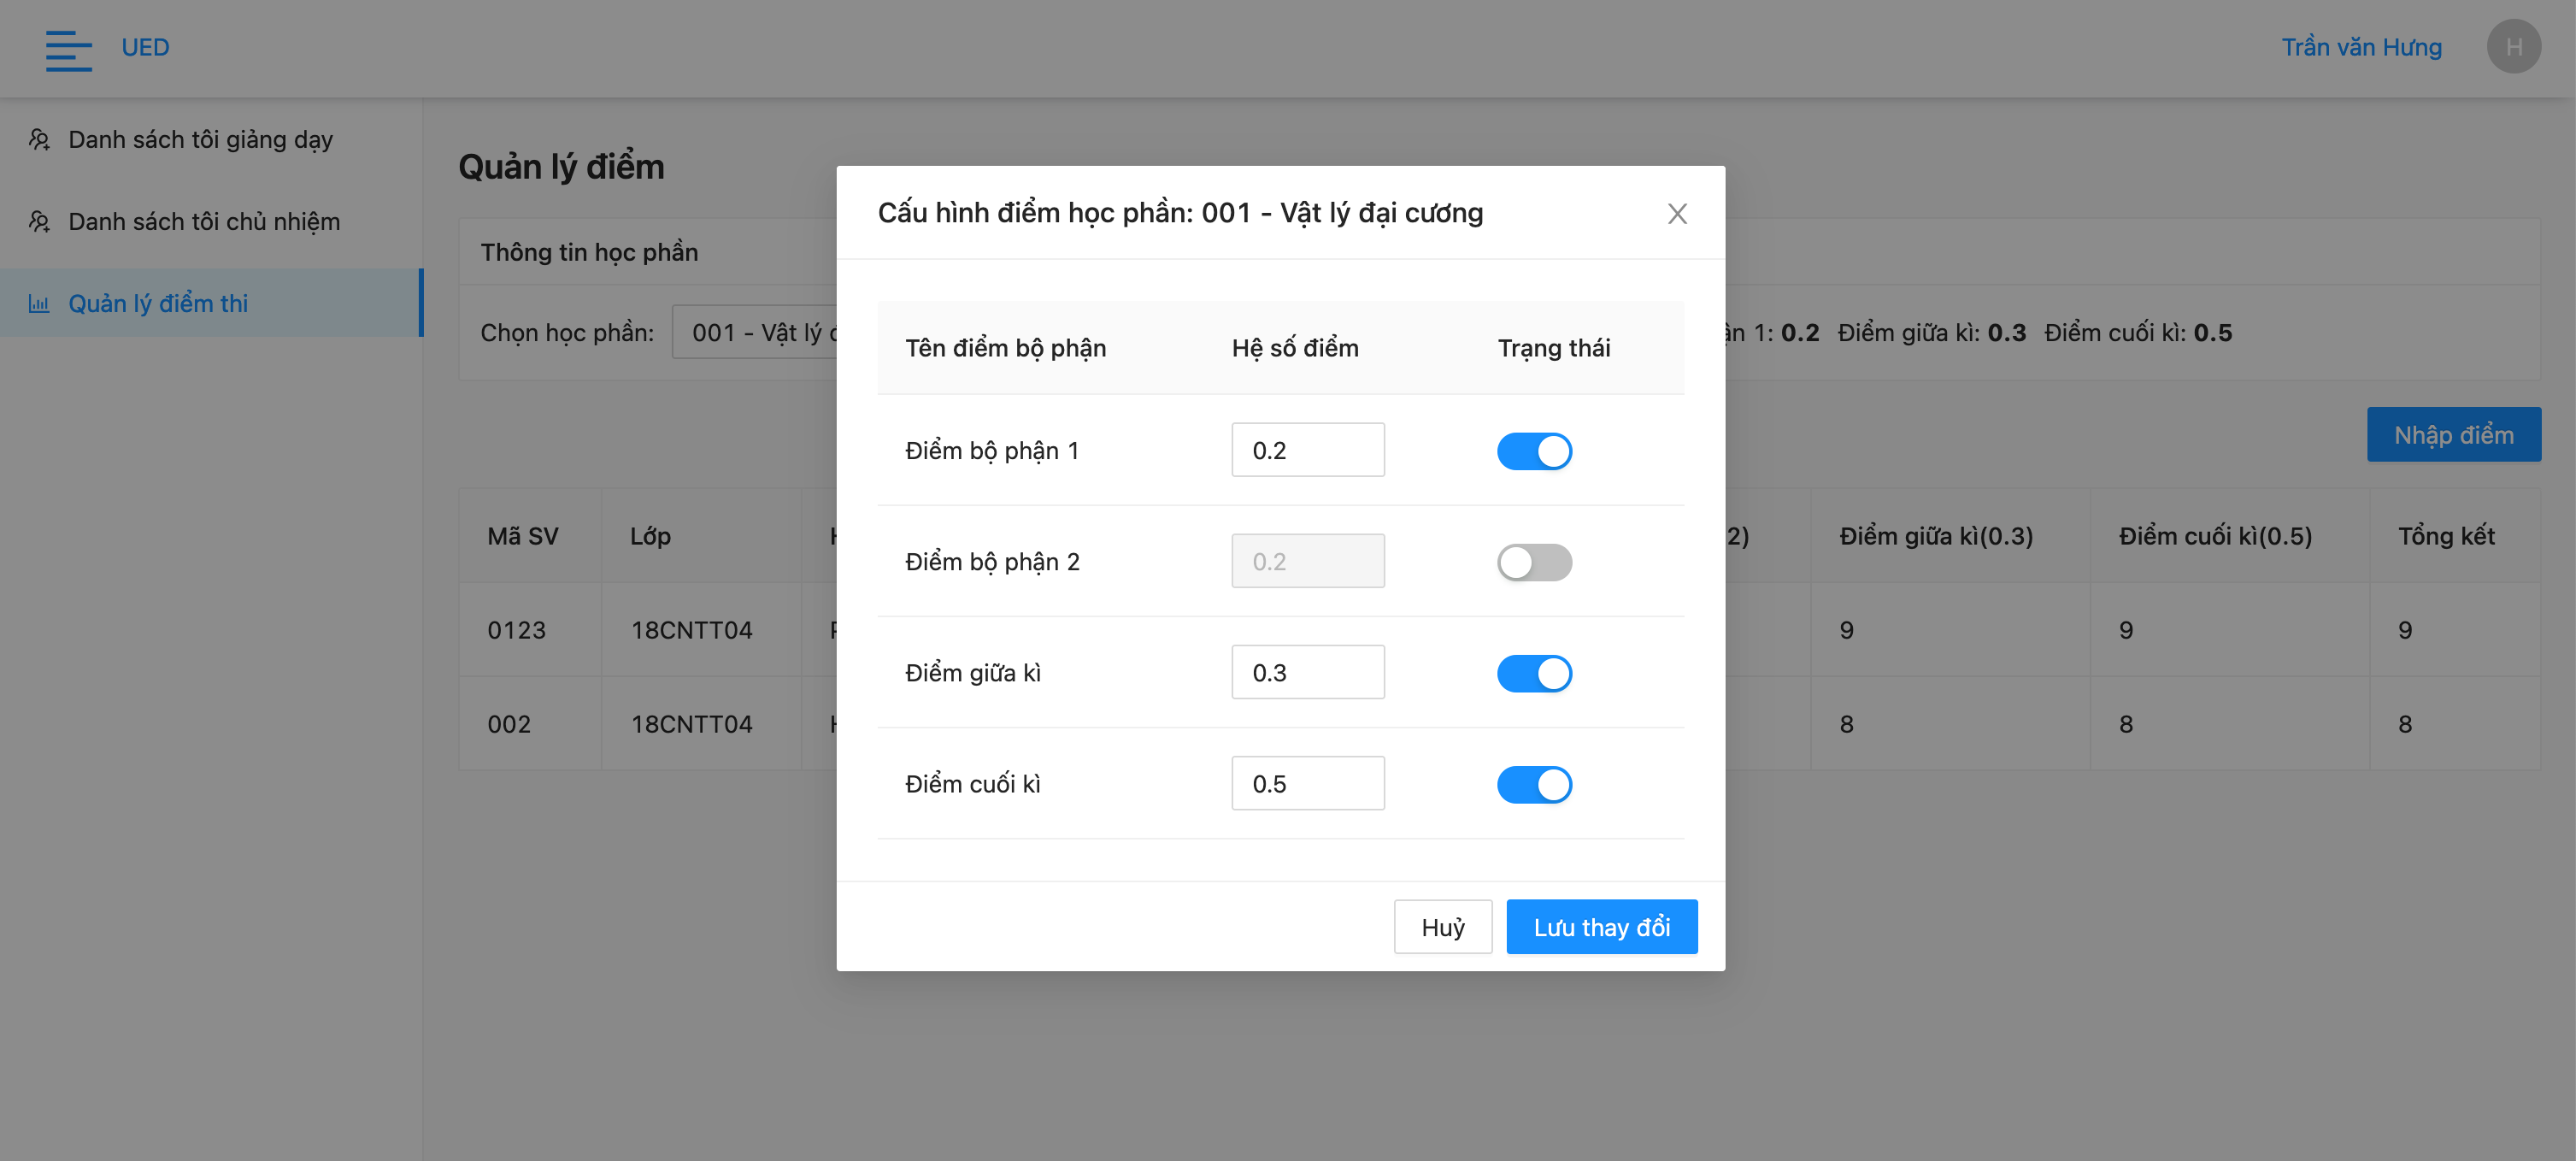 UED
Trần văn Hưng
H
Danh sách tôi giảng dạy
Danh sách tôi chủ nhiệm
Quản lý điểm thi
Quản lý điểm
Thông tin học phần
Chọn học phần: 001 - Vật lý
1: 0.2 Điểm giữa kì: 0.3 Điểm cuối kì: 0.5
Nhập điểm
Mã SV Lớp 2) Điểm giữa kì(0.3) Điểm cuối kì(0.5) Tổng kết
0123 18CNTT04 9 9 9
002 18CNTT04 8 8 8
Cấu hình điểm học phần: 001 - Vật lý đại cương
Tên điểm bộ phận Hệ số điểm Trạng thái
Điểm bộ phận 1 0.2
Điểm bộ phận 2 0.2
Điểm giữa kì 0.3
Điểm cuối kì 0.5
Huỷ Lưu thay đổi